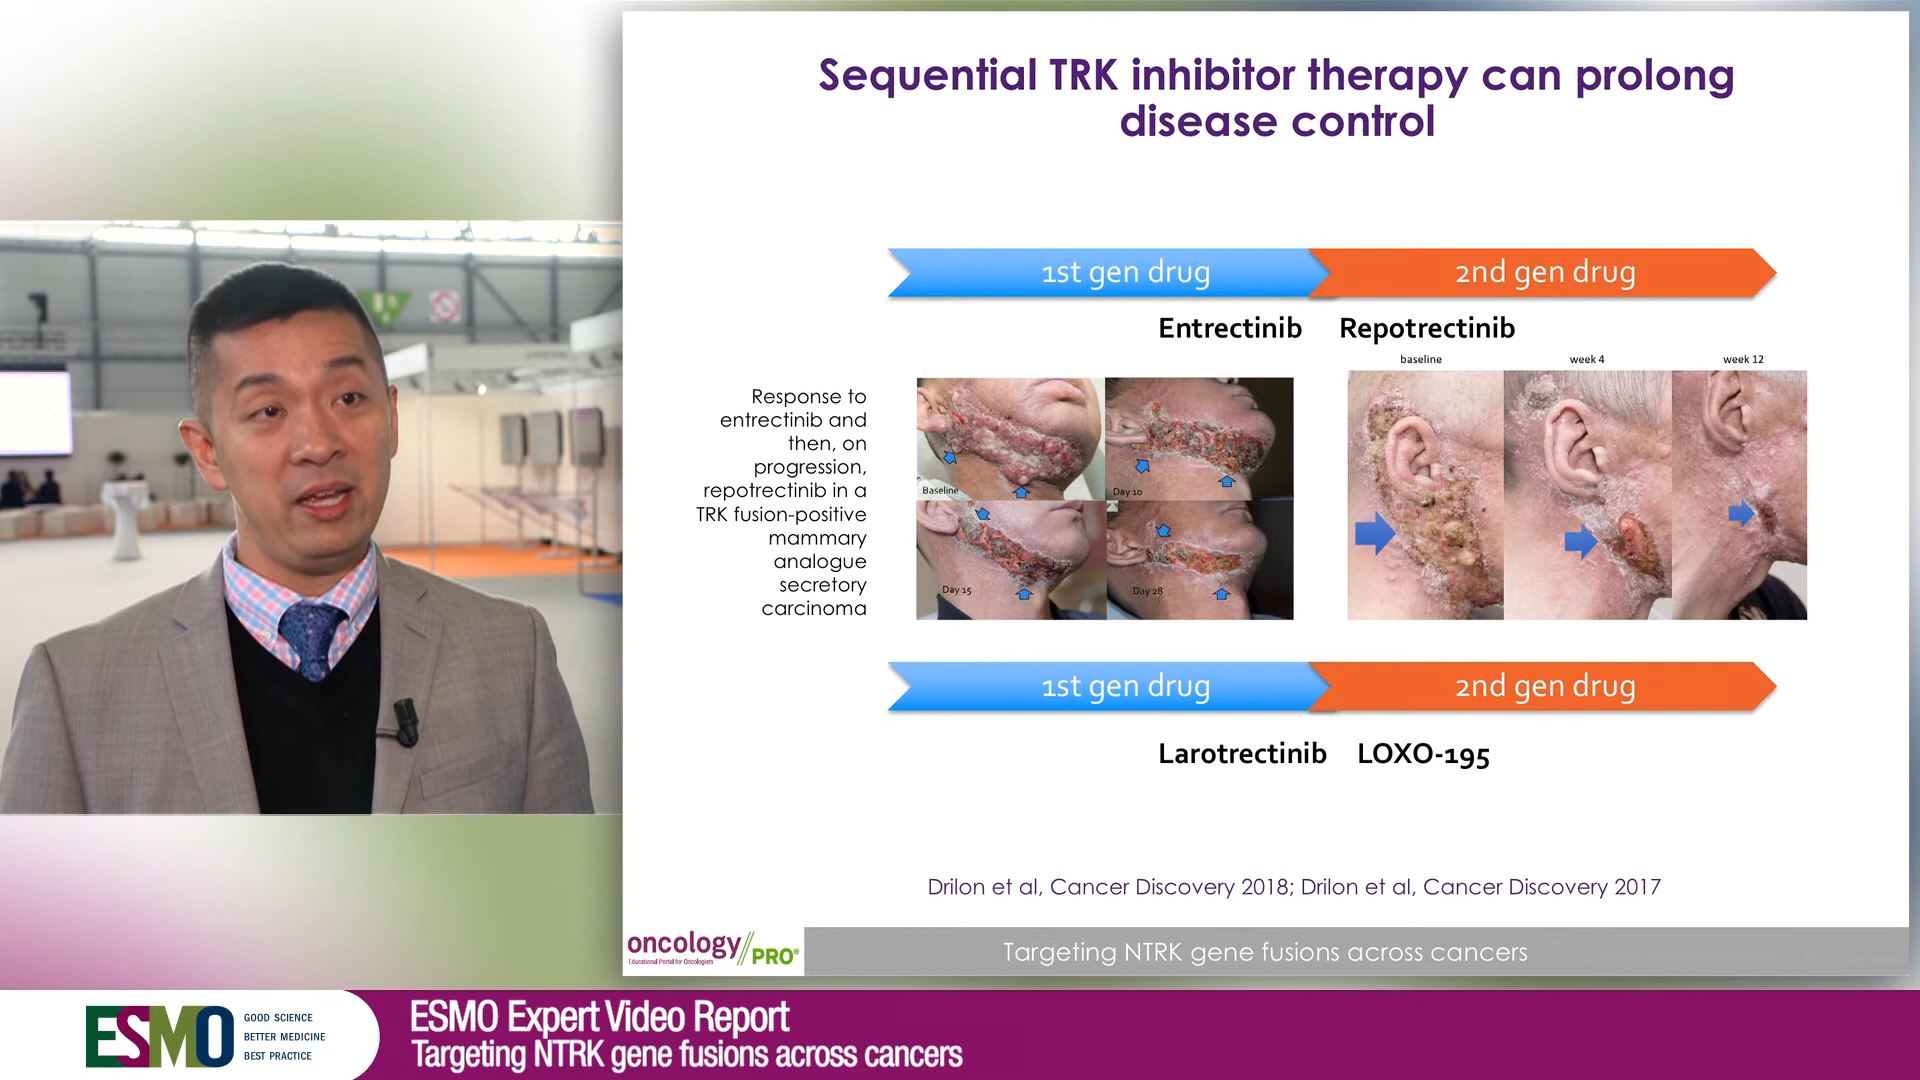 Sequential TRK inhibitor therapy can prolong
disease control
1st gen drug
2nd gen drug
Entrectinib
Repotrectinib
baseline
week 4
week 12
Response to
entrectinib and
then, on
progression,
repotrectinib in a
TRK fusion-positive
mammary
analogue
secretory
carcinoma
Baseline
Day 10
Day 15
Day 28
1st gen drug
2nd gen drug
Larotrectinib
LOXO-195
Drilon et al, Cancer Discovery 2018; Drilon et al, Cancer Discovery 2017
oncology PRO®
Educational Portal for Oncologists
Targeting NTRK gene fusions across cancers
ESMO
GOOD SCIENCE
BETTER MEDICINE
BEST PRACTICE
ESMO Expert Video Report
Targeting NTRK gene fusions across cancers